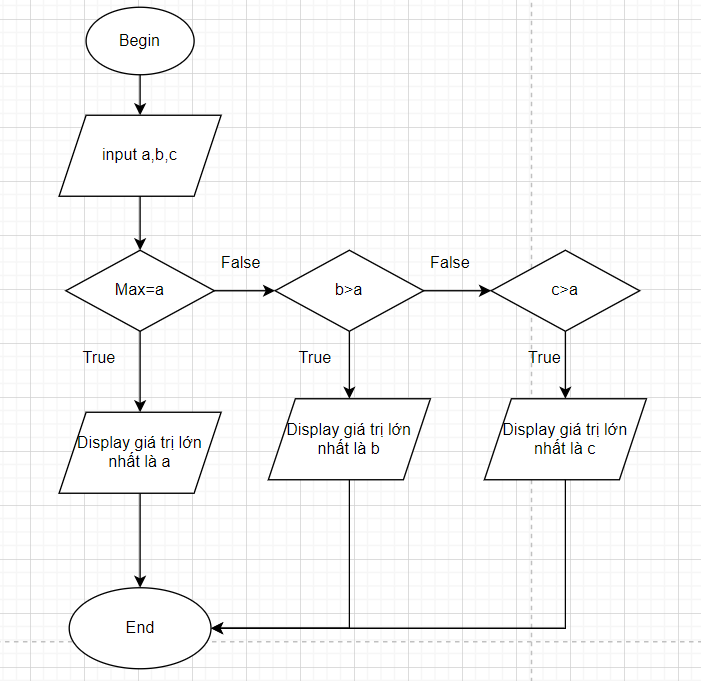 Begin
input a,b,c
False
False
Max=a
b>a
c>a
True
True
True
Display giá trị lớn
nhất là a
Display giá trị lớn
nhất là b
Display giá trị lớn
nhất là c
End